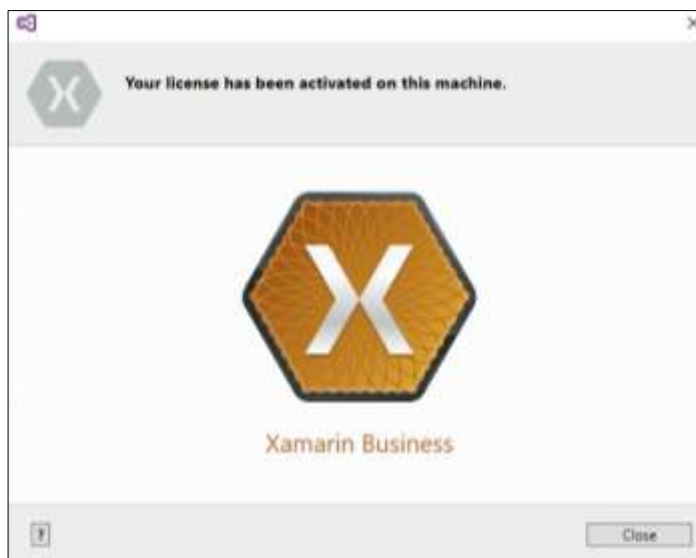 Your license has been activated on this machine.
X
X
Xamarin Business
?
Close